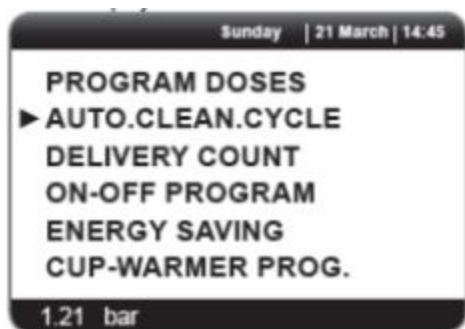 Sunday | 21 March | 14:45
PROGRAM DOSES
►AUTO.CLEAN.CYCLE
DELIVERY COUNT
ON-OFF PROGRAM
ENERGY SAVING
CUP-WARMER PROG.
1.21 bar